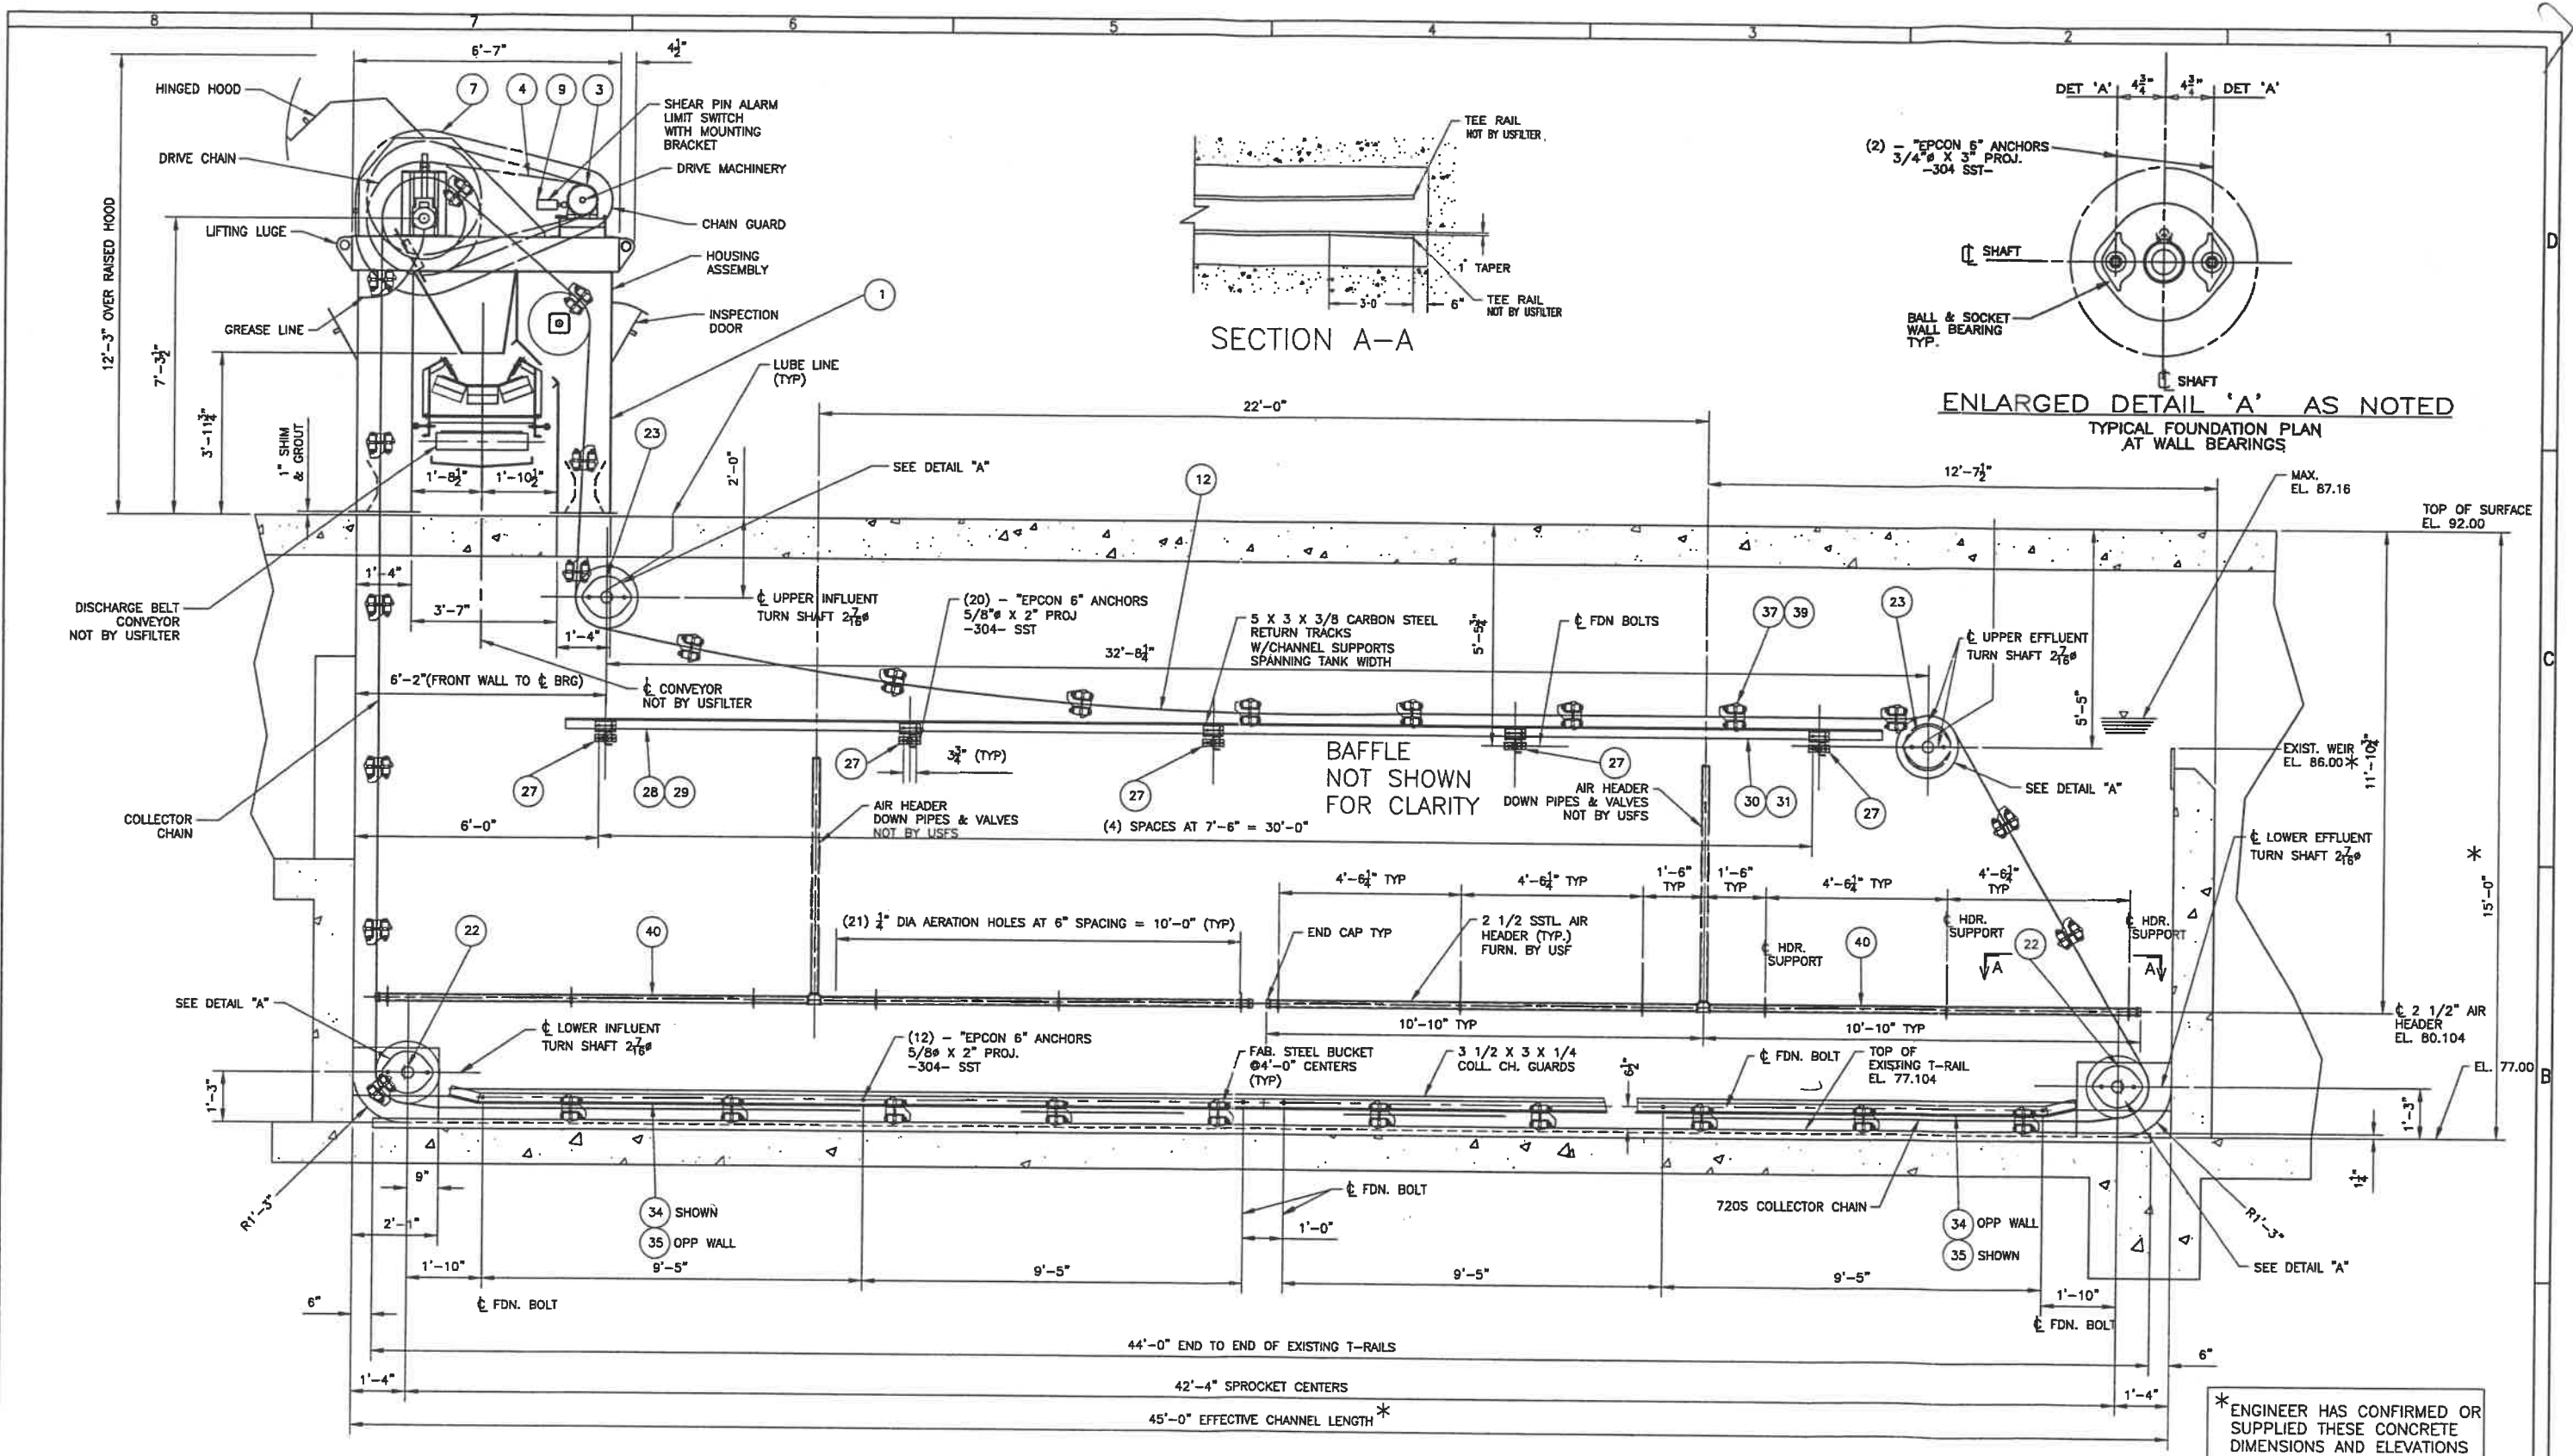 8 7 6 5 4 3 2 1
6'-7"
4½"
HINGED HOOD
7
4
9
3
SHEAR PIN ALARM
LIMIT SWITCH
WITH MOUNTING
BRACKET
DRIVE CHAIN
DRIVE MACHINERY
LIFTING LUGE
CHAIN GUARD
HOUSING
ASSEMBLY
1
GREASE LINE
INSPECTION
DOOR
12'-3" OVER RAISED HOOD
7'-3½"
3'-11¾"
1" SHIM
& GROUT
LUBE LINE
(TYP)
1'-8½"
1'-10½"
23
2'-0"
SEE DETAIL "A"
TEE RAIL
NOT BY USFILTER
1" TAPER
3-0
6"
TEE RAIL
NOT BY USFILTER
SECTION A-A
DET 'A'
4¾"
4¾"
DET 'A'
(2) - "EPCON 6" ANCHORS
3/4"ø X 3" PROJ.
-304 SST-
℄ SHAFT
BALL & SOCKET
WALL BEARING
TYP.
℄ SHAFT
ENLARGED DETAIL 'A' AS NOTED
TYPICAL FOUNDATION PLAN
AT WALL BEARINGS
D
22'-0"
12'-7½"
MAX.
EL. 87.16
TOP OF SURFACE
EL. 92.00
12
DISCHARGE BELT
CONVEYOR
NOT BY USFILTER
1'-4"
3'-7"
1'-4"
℄ UPPER INFLUENT
TURN SHAFT 2 7/16ø
(20) - "EPCON 6" ANCHORS
5/8"ø X 2" PROJ
-304- SST
5 X 3 X 3/8 CARBON STEEL
RETURN TRACKS
W/CHANNEL SUPPORTS
SPANNING TANK WIDTH
32'-8¼"
5'-5¾"
℄ FDN BOLTS
37
39
23
℄ UPPER EFFLUENT
TURN SHAFT 2 7/16ø
C
6'-2"(FRONT WALL TO ℄ BRG)
℄ CONVEYOR
NOT BY USFILTER
5'-5"
EXIST. WEIR
EL. 86.00*
11'-10¾"
27
28
29
27
3¾" (TYP)
27
BAFFLE
NOT SHOWN
FOR CLARITY
27
30
31
27
SEE DETAIL "A"
COLLECTOR
CHAIN
6'-0"
AIR HEADER
DOWN PIPES & VALVES
NOT BY USFS
(4) SPACES AT 7'-6" = 30'-0"
AIR HEADER
DOWN PIPES & VALVES
NOT BY USFS
℄ LOWER EFFLUENT
TURN SHAFT 2 7/16ø
*
15'-0"
4'-6¼" TYP
4'-6¼" TYP
1'-6"
TYP
1'-6"
TYP
4'-6¼" TYP
4'-6¼"
TYP
22
40
(21) ¼" DIA AERATION HOLES AT 6" SPACING = 10'-0" (TYP)
END CAP TYP
2 1/2 SSTL. AIR
HEADER (TYP.)
FURN. BY USF
℄ HDR.
SUPPORT
40
℄ HDR.
SUPPORT
22
℄ HDR.
SUPPORT
A
A
SEE DETAIL "A"
℄ LOWER INFLUENT
TURN SHAFT 2 7/16ø
10'-10" TYP
10'-10" TYP
℄ 2 1/2" AIR
HEADER
EL. 80.104
(12) - "EPCON 6" ANCHORS
5/8ø X 2" PROJ.
-304- SST
FAB. STEEL BUCKET
@4'-0" CENTERS
(TYP)
3 1/2 X 3 X 1/4
COLL. CH. GUARDS
6½"
℄ FDN. BOLT
TOP OF
EXISTING T-RAIL
EL. 77.104
EL. 77.00
B
1'-3"
1'-3"
1¼"
R1'-3"
9"
2'-1"
34 SHOWN
35 OPP WALL
℄ FDN. BOLT
1'-0"
720S COLLECTOR CHAIN
34 OPP WALL
35 SHOWN
R1'-3"
SEE DETAIL "A"
1'-10"
9'-5"
9'-5"
9'-5"
9'-5"
1'-10"
6"
℄ FDN. BOLT
℄ FDN. BOLT
44'-0" END TO END OF EXISTING T-RAILS
6"
1'-4"
42'-4" SPROCKET CENTERS
1'-4"
45'-0" EFFECTIVE CHANNEL LENGTH*
*ENGINEER HAS CONFIRMED OR
SUPPLIED THESE CONCRETE
DIMENSIONS AND ELEVATIONS